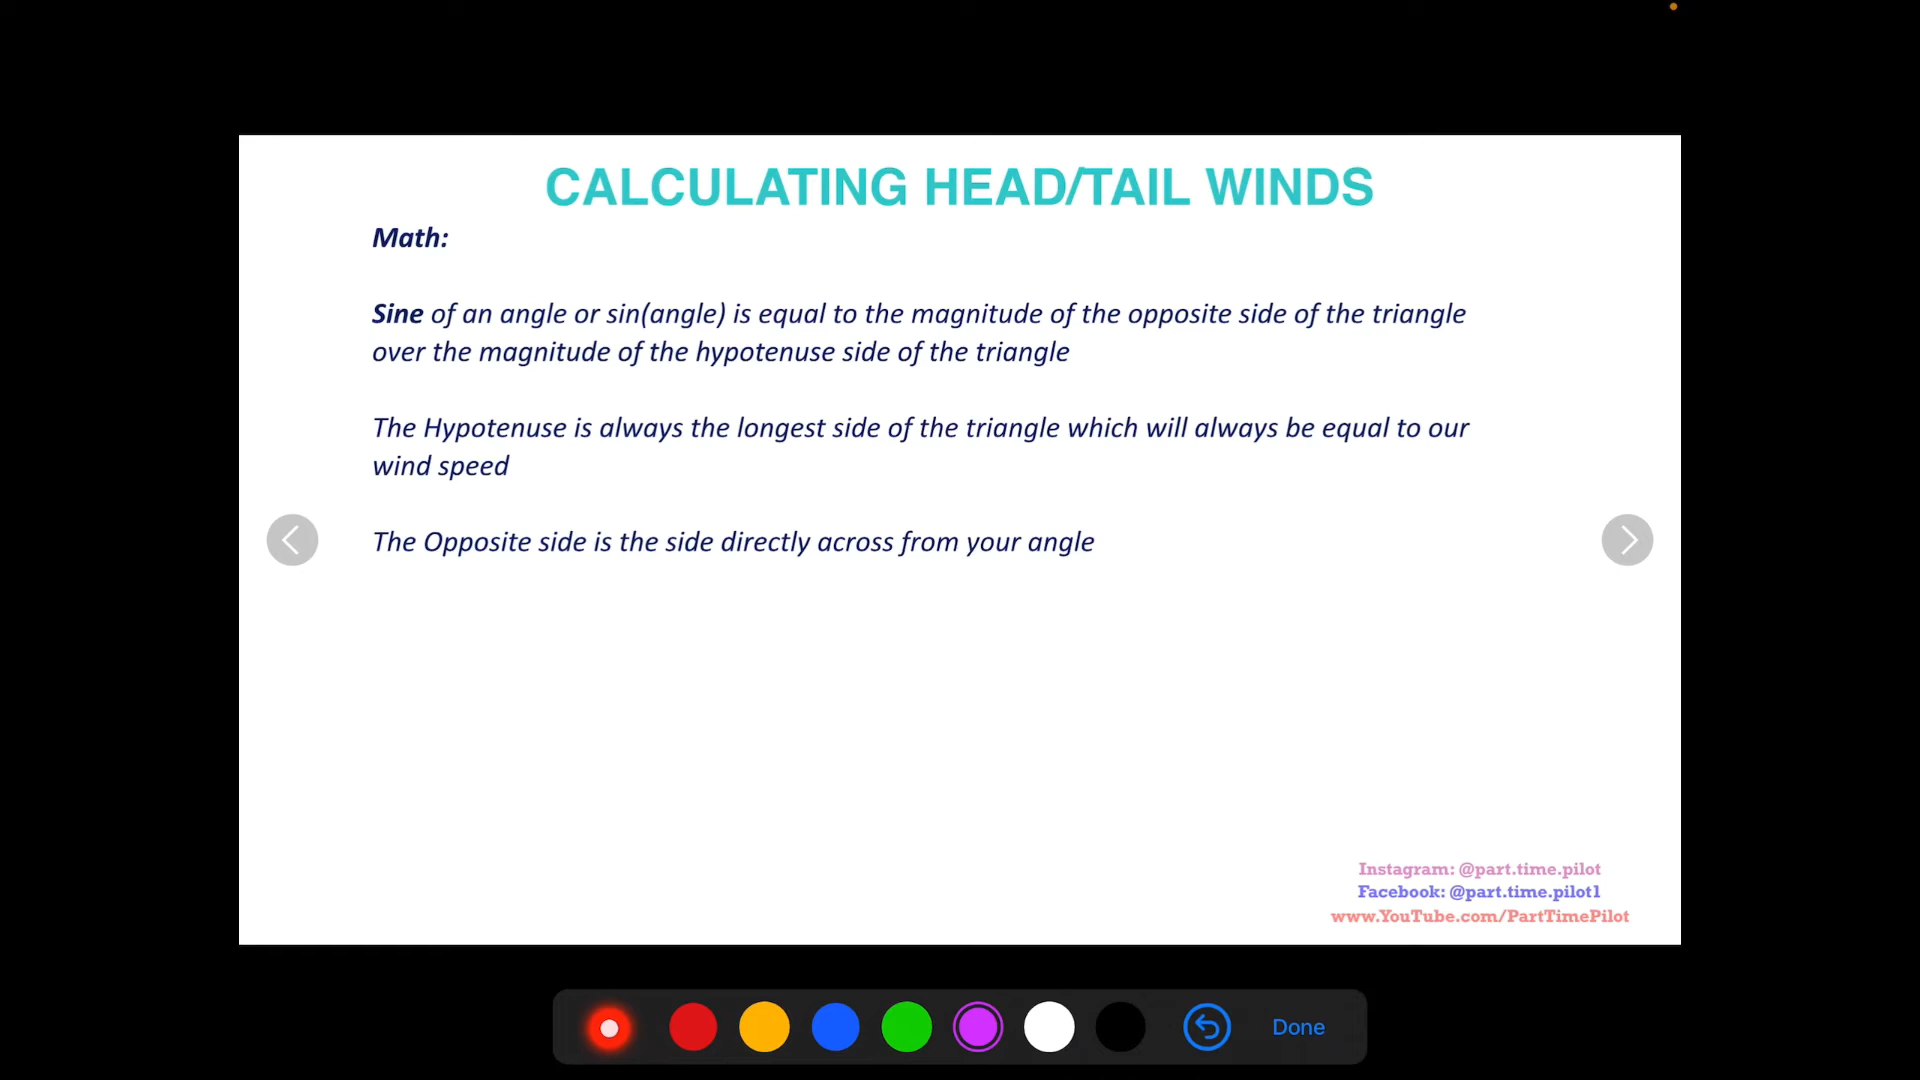 CALCULATING HEAD/TAIL WINDS
Math:
Sine of an angle or sin(angle) is equal to the magnitude of the opposite side of the triangle
over the magnitude of the hypotenuse side of the triangle
The Hypotenuse is always the longest side of the triangle which will always be equal to our
wind speed
The Opposite side is the side directly across from your angle
Instagram: @part.time.pilot
Facebook: @part.time.pilot1
www.YouTube.com/PartTimePilot
Done